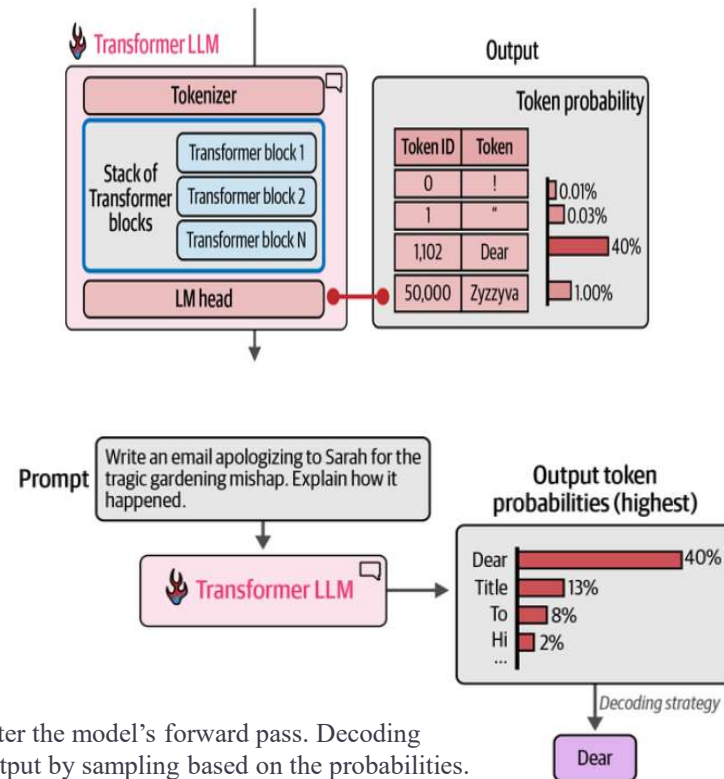 Transformer LLM
Tokenizer
Stack of
Transformer
blocks
Transformer block 1
Transformer block 2
Transformer block N
LM head
Output
Token probability
Token ID Token
0 ! 0.01%
1 " 0.03%
1,102 Dear 40%
50,000 Zyzzyva 1.00%
Prompt
Write an email apologizing to Sarah for the
tragic gardening mishap. Explain how it
happened.
Transformer LLM
Output token
probabilities (highest)
Dear 40%
Title 13%
To 8%
Hi 2%
...
Decoding strategy
Dear
the model’s forward pass. Decoding
by sampling based on the probabilities.